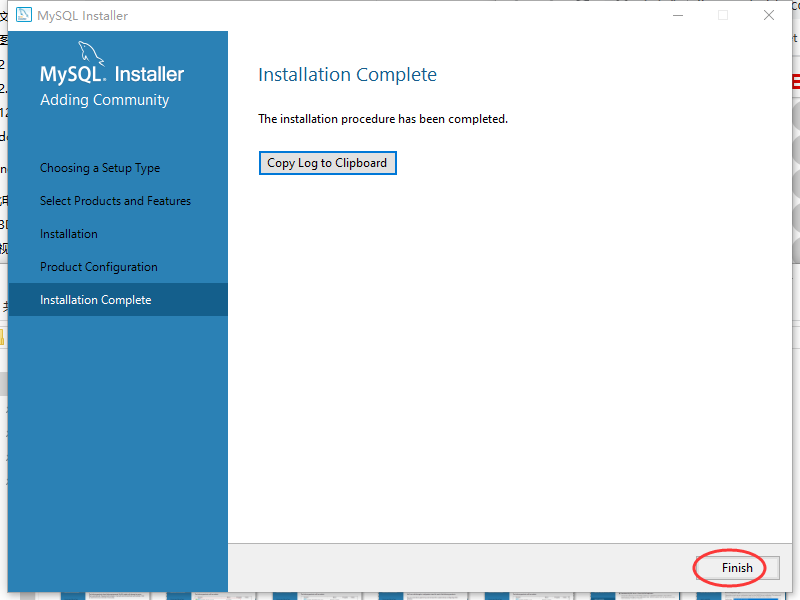 MySQL Installer
MySQL® Installer
Adding Community
Choosing a Setup Type
Select Products and Features
Installation
Product Configuration
Installation Complete
Installation Complete
The installation procedure has been completed.
Copy Log to Clipboard
Finish